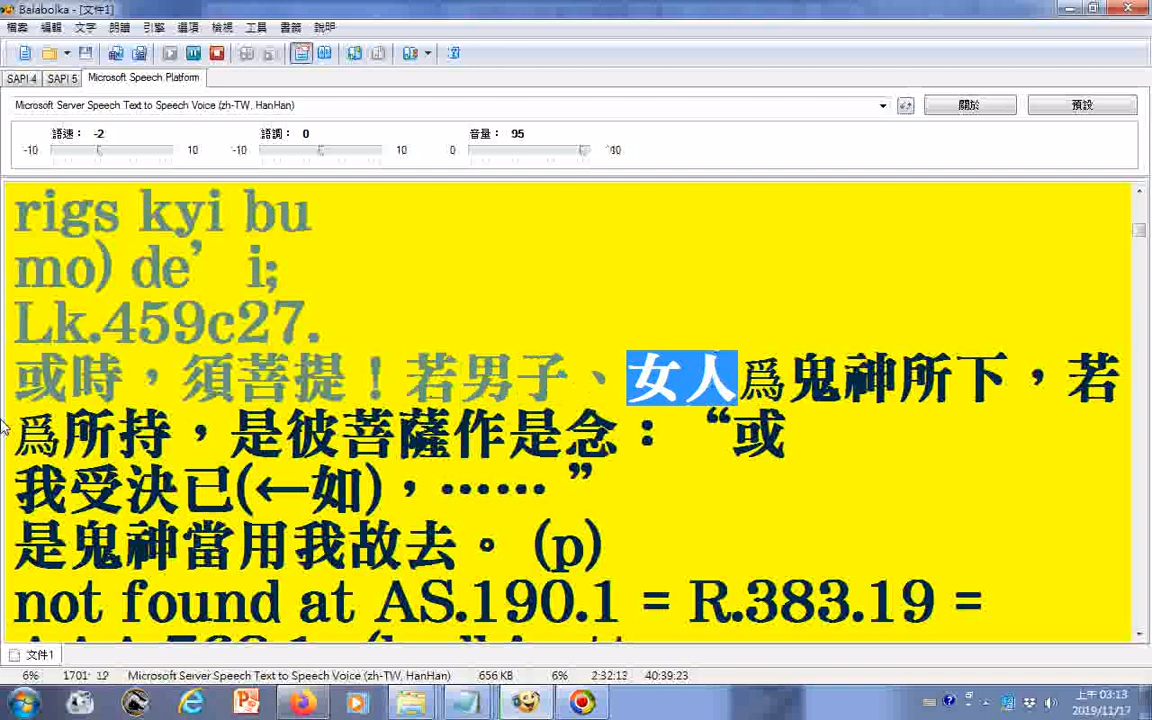 Balabolka - [文件1]
檔案 編輯 文字 朗讀 引擎 選項 檢視 工具 書籤 說明
SAPI 4 SAPI 5 Microsoft Speech Platform
Microsoft Server Speech Text to Speech Voice (zh-TW, HanHan) 關於 預設
語速： -2 語調： 0 音量： 95
-10 10 -10 10 0
rigs kyi bu
mo) de’i;
Lk.459c27.
或時，須菩提！若男子、女人爲鬼神所下，若
爲所持，是彼菩薩作是念：“或
我受決已(←如)，……”
是鬼神當用我故去。 (p)
not found at AS.190.1 = R.383.19 =
文件1
6% Microsoft Server Speech Text to Speech Voice (zh-TW, HanHan) 656 KB 6% 2:32:13 40:39:23
上午 03:13
2019/11/17